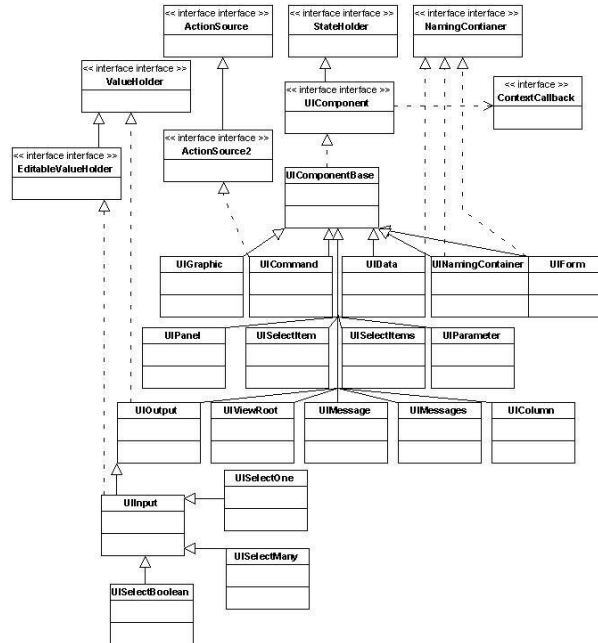 << interface interface >>
ActionSource
<< interface interface >>
StateHolder
<< interface interface >>
NamingContianer
<< interface interface >>
ValueHolder
<< interface interface >>
UIComponent
<< interface >>
ContextCallback
<< interface interface >>
EditableValueHolder
<< interface interface >>
ActionSource2
UIComponentBase
UIGraphic
UICommand
UIData
UINamingContainer
UIForm
UIPanel
UISelectItem
UISelectItems
UIParameter
UIOutput
UIViewRoot
UIMessage
UIMessages
UIColumn
UISelectOne
UIInput
UISelectMany
UISelectBoolean